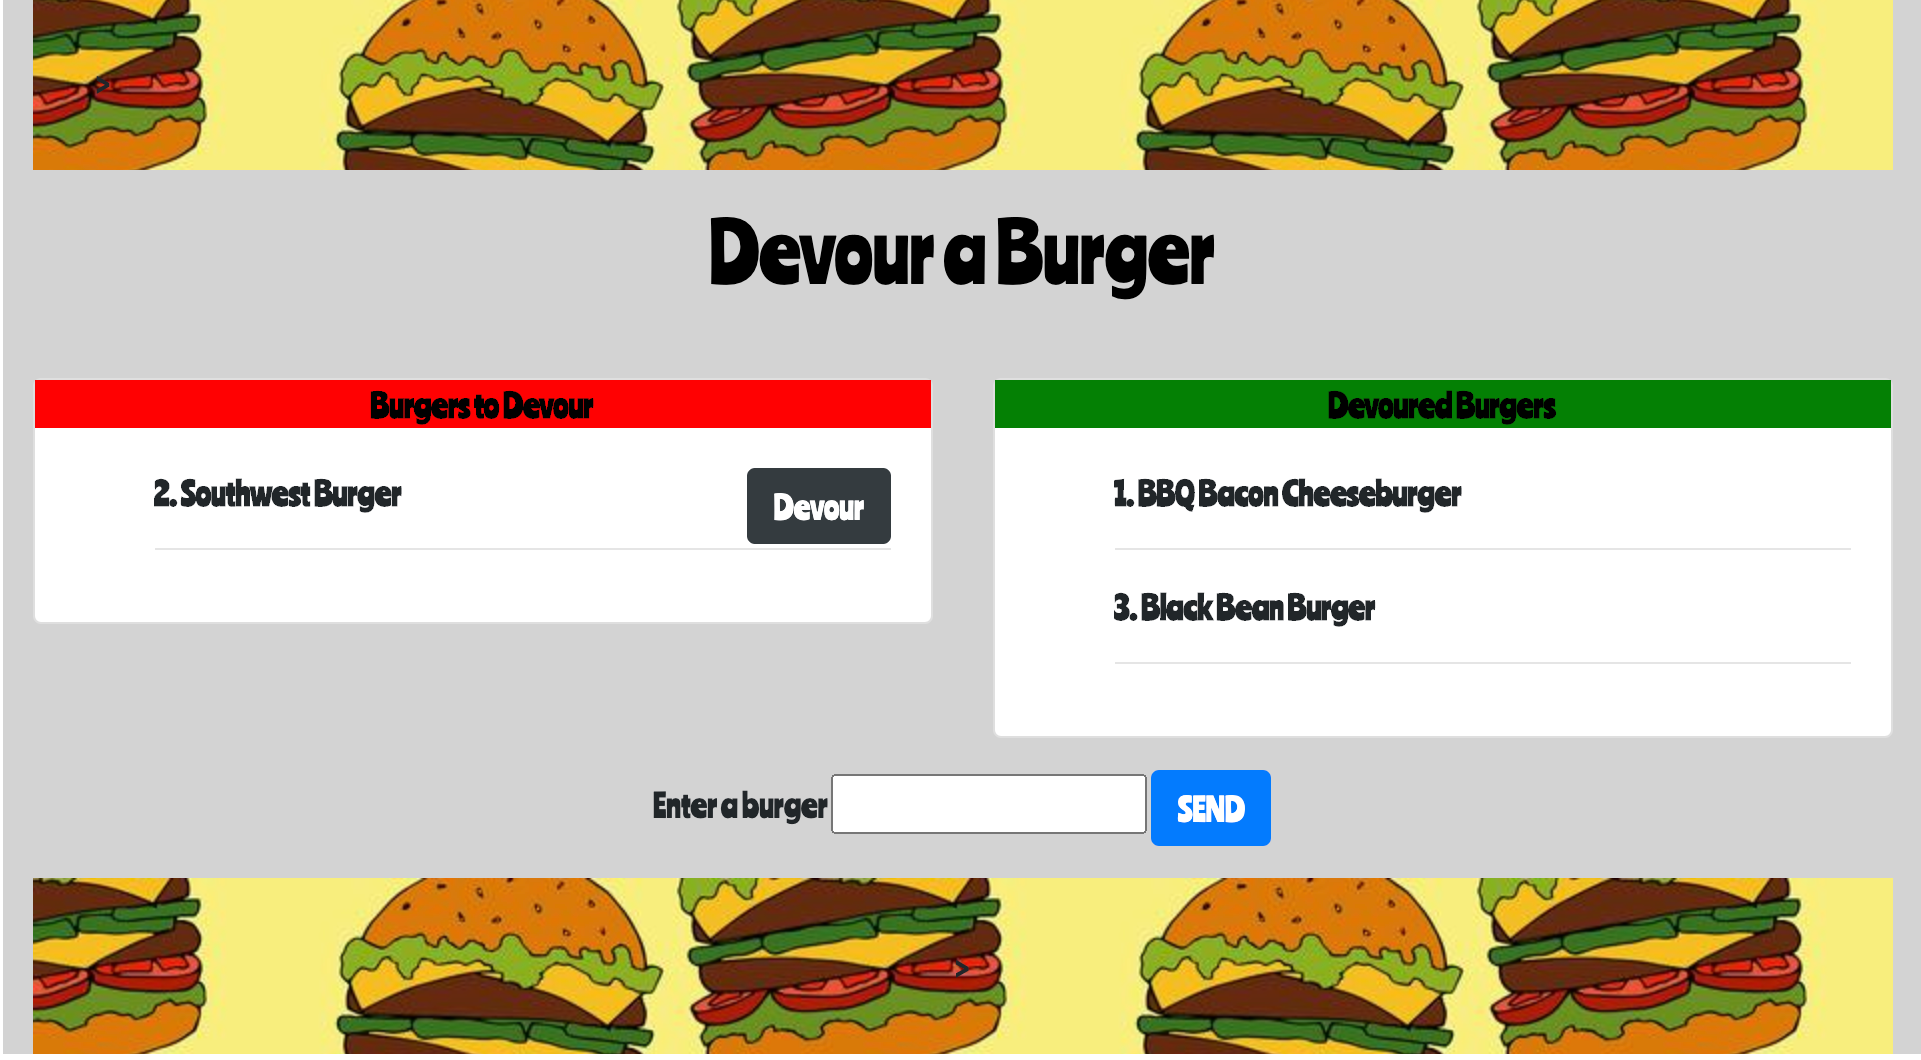 >
Devour a Burger
Burgers to Devour
2. Southwest Burger
Devour
Devoured Burgers
1. BBQ Bacon Cheeseburger
3. Black Bean Burger
Enter a burger
SEND
>